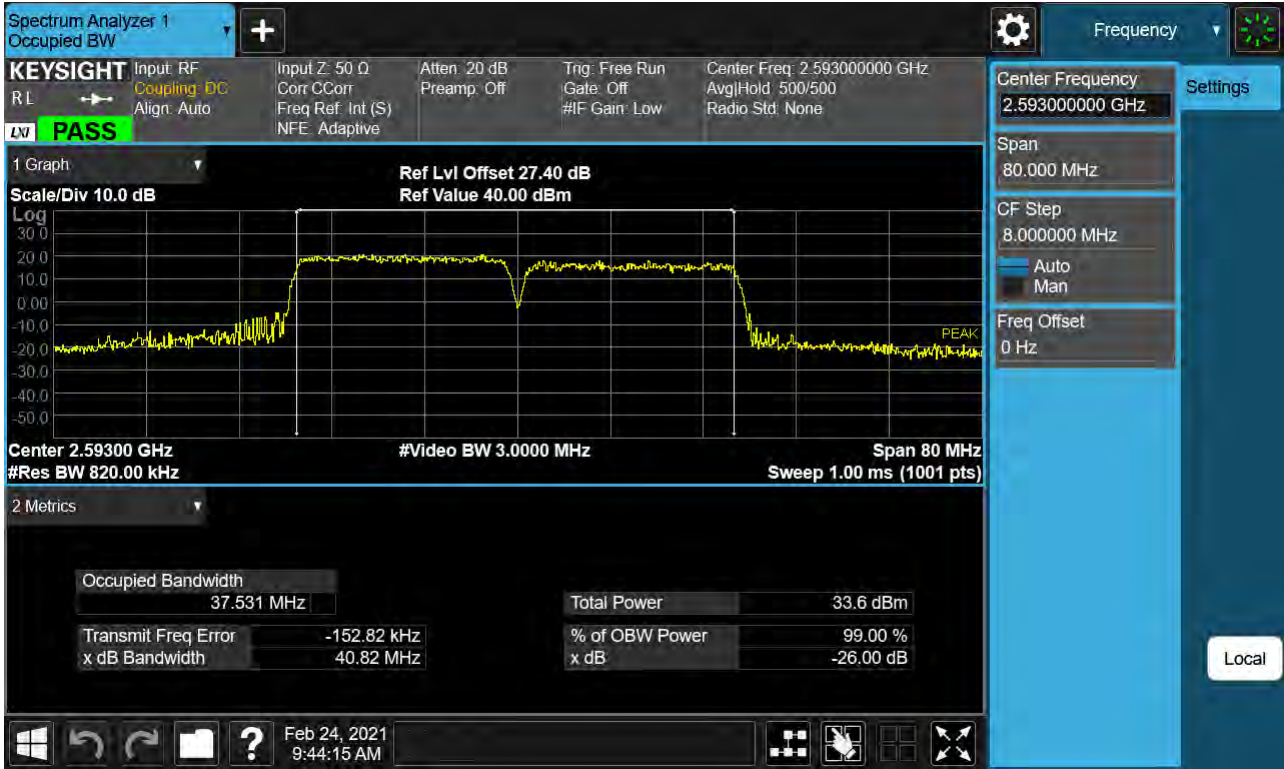 Spectrum Analyzer 1
Occupied BW
Frequency
KEYSIGHT
R L
LXI PASS
Input: RF
Coupling: DC
Align: Auto
Input Z: 50 Ω
Corr CCorr
Freq Ref: Int (S)
NFE: Adaptive
Atten: 20 dB
Preamp: Off
Trig: Free Run
Gate: Off
#IF Gain: Low
Center Freq: 2.593000000 GHz
Avg|Hold: 500/500
Radio Std: None
1 Graph
Scale/Div 10.0 dB
Ref Lvl Offset 27.40 dB
Ref Value 40.00 dBm
Log
30.0
20.0
10.0
0.00
-10.0
-20.0
-30.0
-40.0
-50.0
PEAK
Center 2.59300 GHz
#Video BW 3.0000 MHz
Span 80 MHz
#Res BW 820.00 kHz
Sweep 1.00 ms (1001 pts)
2 Metrics
Occupied Bandwidth
37.531 MHz
Total Power 33.6 dBm
Transmit Freq Error -152.82 kHz
% of OBW Power 99.00 %
x dB Bandwidth 40.82 MHz
x dB -26.00 dB
Center Frequency
2.593000000 GHz
Settings
Span
80.000 MHz
CF Step
8.000000 MHz
Auto
Man
Freq Offset
0 Hz
Local
?
Feb 24, 2021
9:44:15 AM